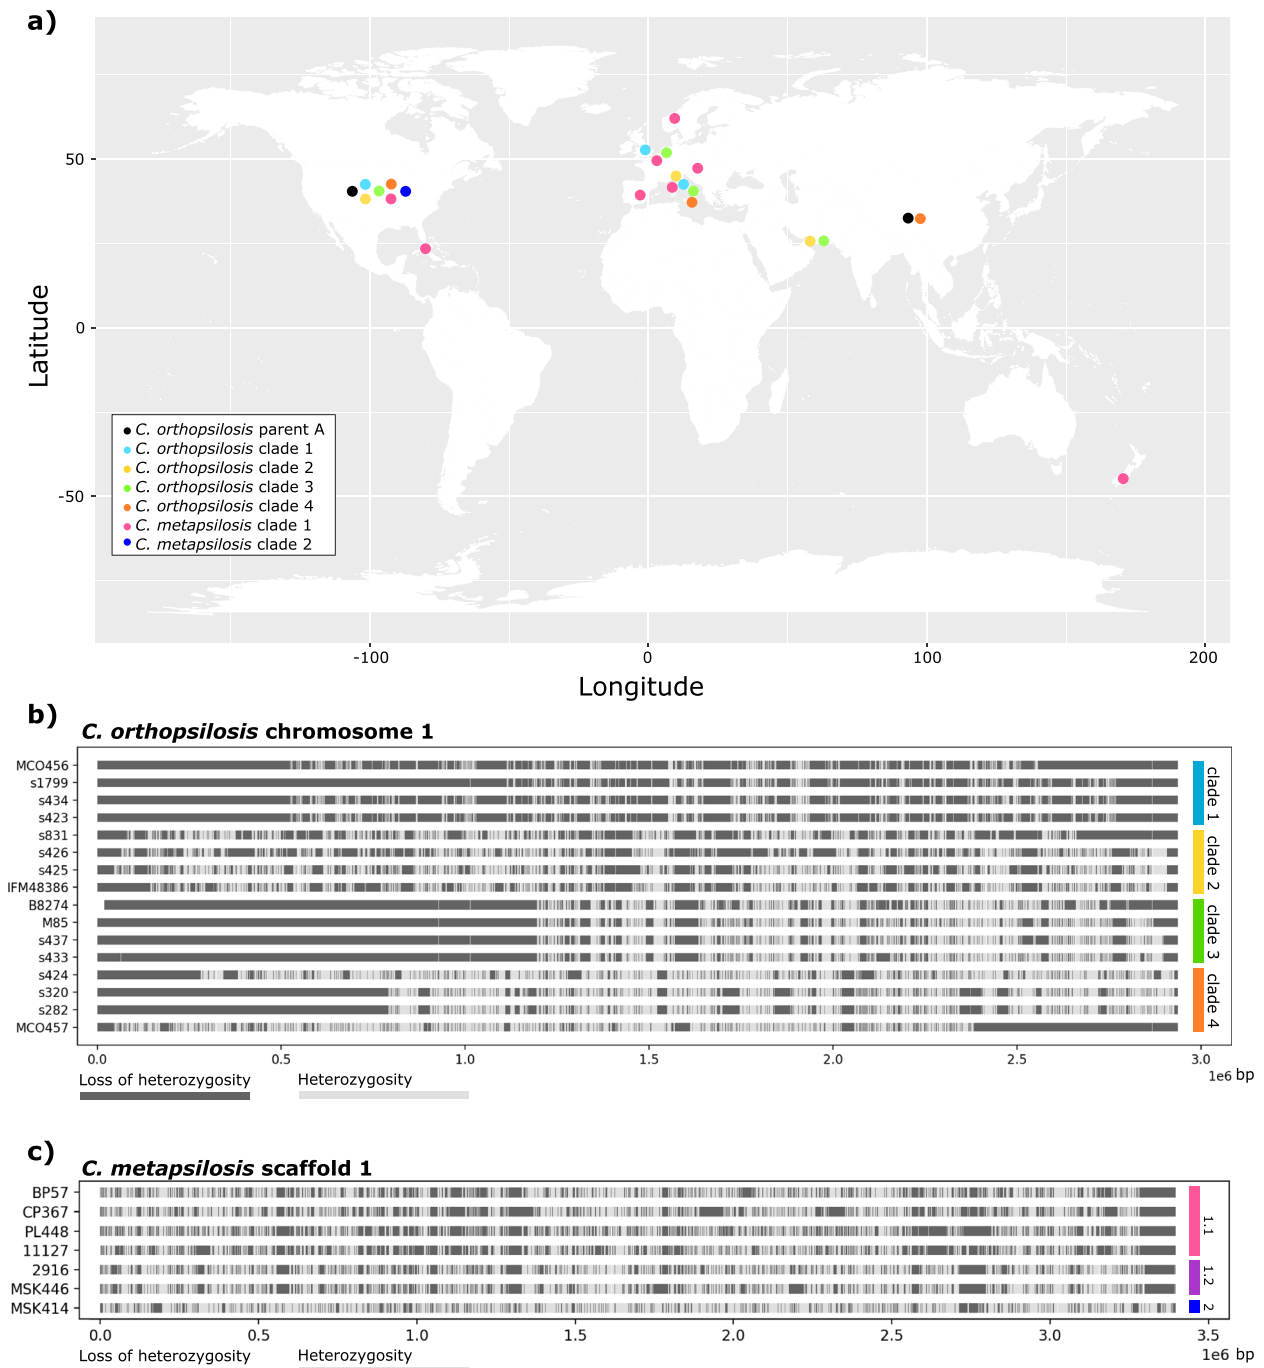 a)
50
0
-50
Latitude
C. orthopsilosis parent A
C. orthopsilosis clade 1
C. orthopsilosis clade 2
C. orthopsilosis clade 3
C. orthopsilosis clade 4
C. metapsilosis clade 1
C. metapsilosis clade 2
-100 0 100 200
Longitude
b)
C. orthopsilosis chromosome 1
MCO456
s1799
s434
s423
s831
s426
s425
IFM48386
B8274
M85
s437
s433
s424
s320
s282
MCO457
clade 1
clade 2
clade 3
clade 4
0.0 0.5 1.0 1.5 2.0 2.5 3.0
1e6 bp
Loss of heterozygosity Heterozygosity
c)
C. metapsilosis scaffold 1
BP57
CP367
PL448
11127
2916
MSK446
MSK414
1.1
1.2
2
0.0 0.5 1.0 1.5 2.0 2.5 3.0 3.5
1e6 bp
Loss of heterozygosity Heterozygosity